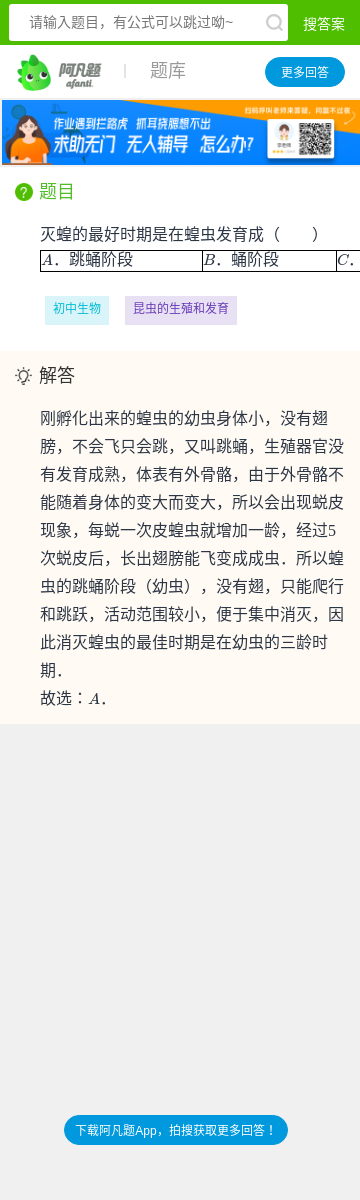 请输入题目，有公式可以跳过呦~
搜答案
阿凡题
afanti.
题库
更多回答
扫码呼叫老师来答疑，问题不过夜
作业遇到拦路虎 抓耳挠腮想不出
求助无门 无人辅导 怎么办？
题目
灭蝗的最好时期是在蝗虫发育成（　　）
A．跳蝻阶段 B．蝻阶段 C．
初中生物 昆虫的生殖和发育
解答
刚孵化出来的蝗虫的幼虫身体小，没有翅
膀，不会飞只会跳，又叫跳蝻，生殖器官没
有发育成熟，体表有外骨骼，由于外骨骼不
能随着身体的变大而变大，所以会出现蜕皮
现象，每蜕一次皮蝗虫就增加一龄，经过5
次蜕皮后，长出翅膀能飞变成成虫．所以蝗
虫的跳蝻阶段（幼虫），没有翅，只能爬行
和跳跃，活动范围较小，便于集中消灭，因
此消灭蝗虫的最佳时期是在幼虫的三龄时
期．
故选：A．
下载阿凡题App，拍搜获取更多回答！